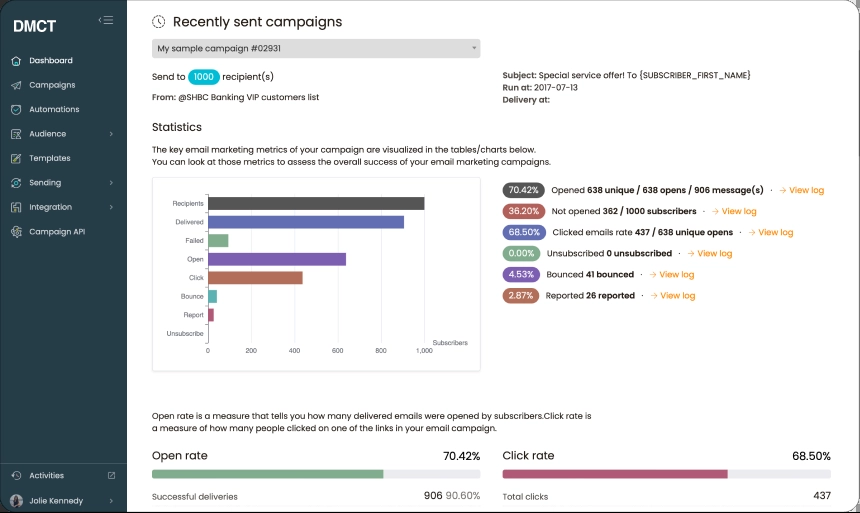 DMCT
Dashboard
Campaigns
Automations
Audience
Templates
Sending
Integration
Campaign API
Activities
Jolie Kennedy
Recently sent campaigns
My sample campaign #02931
Send to 1000 recipient(s)
From: @SHBC Banking VIP customers list
Subject: Special service offer! To {SUBSCRIBER_FIRST_NAME}
Run at: 2017-07-13
Delivery at:
Statistics
The key email marketing metrics of your campaign are visualized in the tables/charts below.
You can look at those metrics to assess the overall success of your email marketing campaigns.
Recipients
Delivered
Failed
Open
Click
Bounce
Report
Unsubscribe
Subscribers
0 200 400 600 800 1,000
70.42% Opened 638 unique / 638 opens / 906 message(s) · → View log
36.20% Not opened 362 / 1000 subscribers · → View log
68.50% Clicked emails rate 437 / 638 unique opens · → View log
0.00% Unsubscribed 0 unsubscribed · → View log
4.53% Bounced 41 bounced · → View log
2.87% Reported 26 reported · → View log
Open rate is a measure that tells you how many delivered emails were opened by subscribers.Click rate is
a measure of how many people clicked on one of the links in your email campaign.
Open rate 70.42%
Successful deliveries 906 90.60%
Click rate 68.50%
Total clicks 437